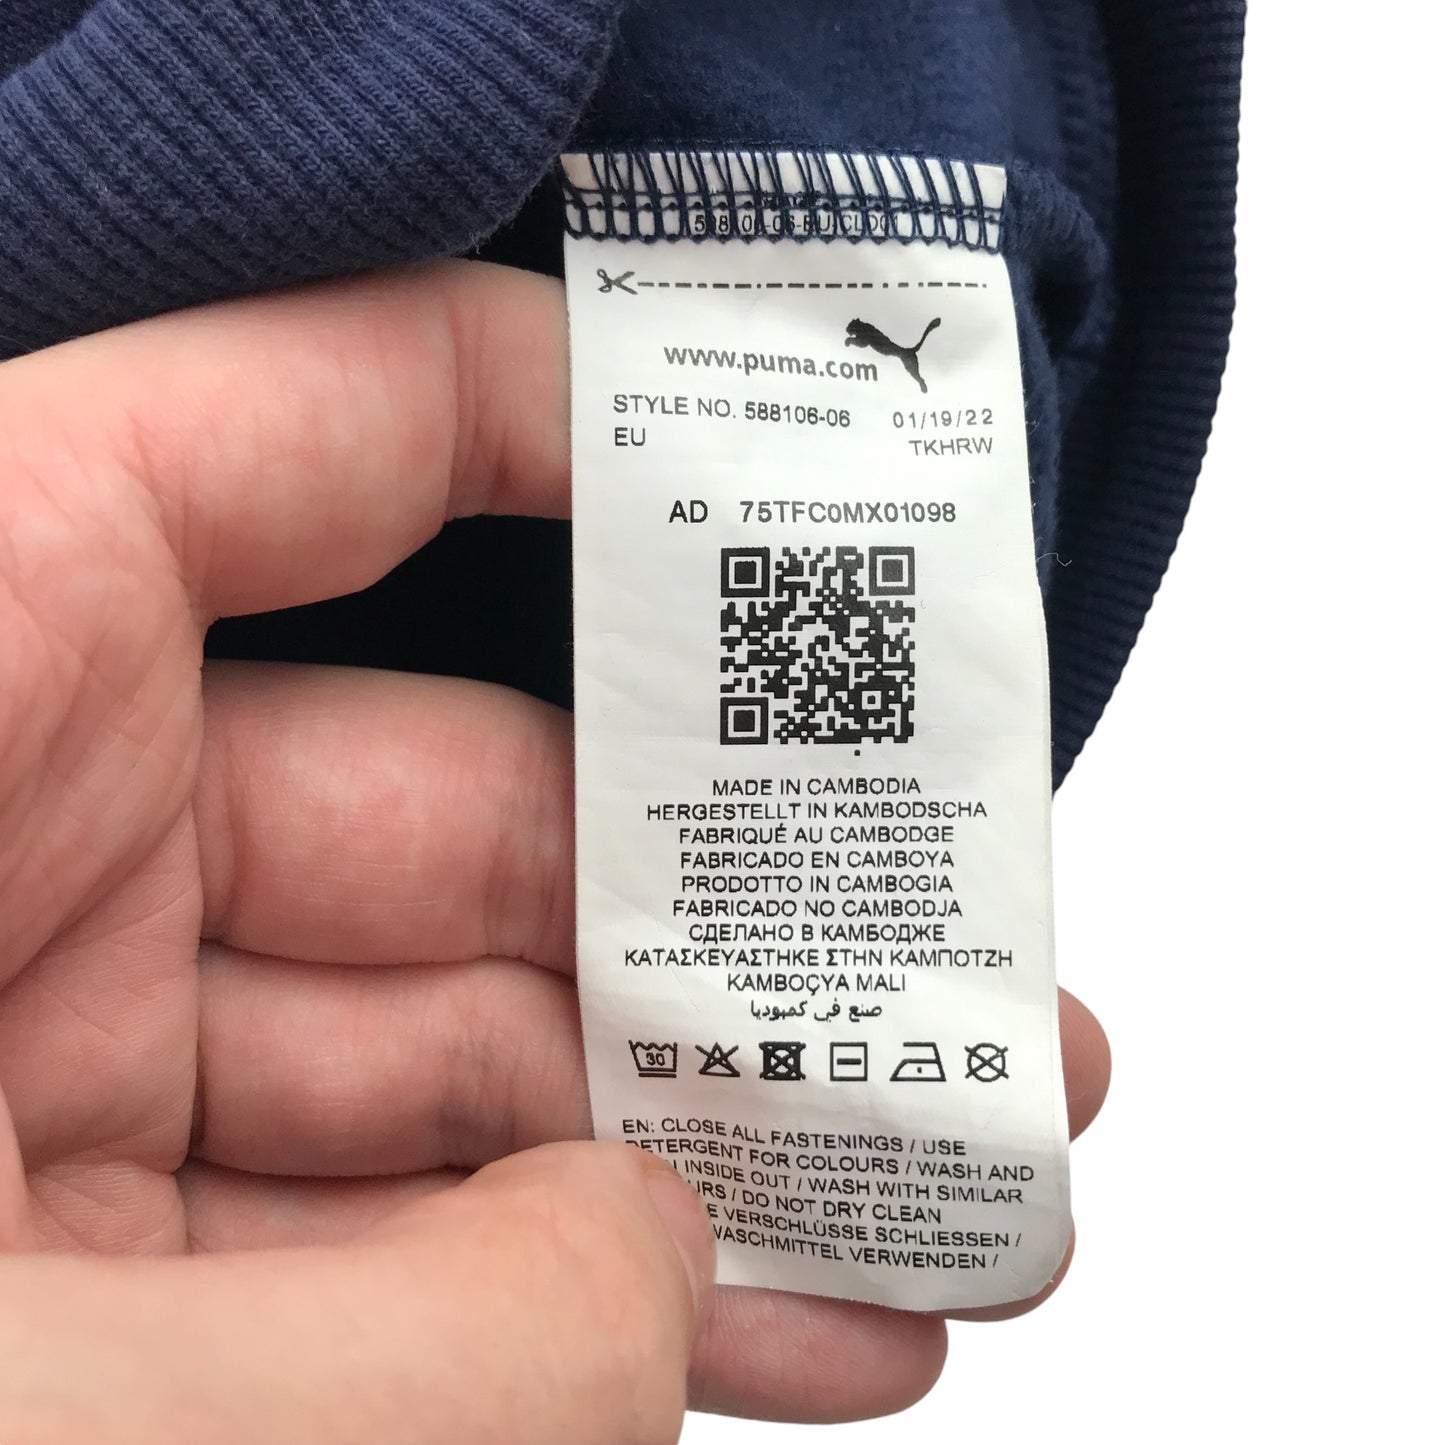 www.puma.com
STYLE NO. 588106-06 01/19/22
EU TKHRW
AD 75TFC0MX01098
MADE IN CAMBODIA
HERGESTELLT IN KAMBODSCHA
FABRIQUÉ AU CAMBODGE
FABRICADO EN CAMBOYA
PRODOTTO IN CAMBOGIA
FABRICADO NO CAMBODJA
СДЕЛАНО В КАМБОДЖЕ
ΚΑΤΑΣΚΕΥΑΣΤΗΚΕ ΣΤΗΝ ΚΑΜΠΟΤΖΗ
KAMBOÇYA MALI
صنع في كمبوديا
30
EN: CLOSE ALL FASTENINGS / USE
DETERGENT FOR COLOURS / WASH AND
INSIDE OUT / WASH WITH SIMILAR
/ DO NOT DRY CLEAN
VERSCHLÜSSE SCHLIESSEN /
WASCHMITTEL VERWENDEN /